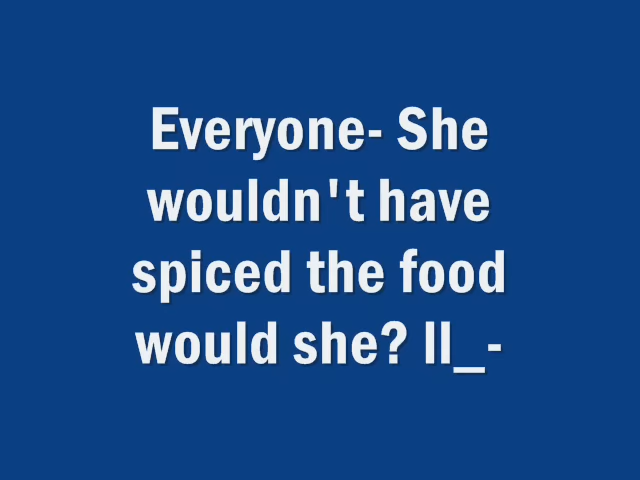 Everyone- She
wouldn't have
spiced the food
would she? ll_-